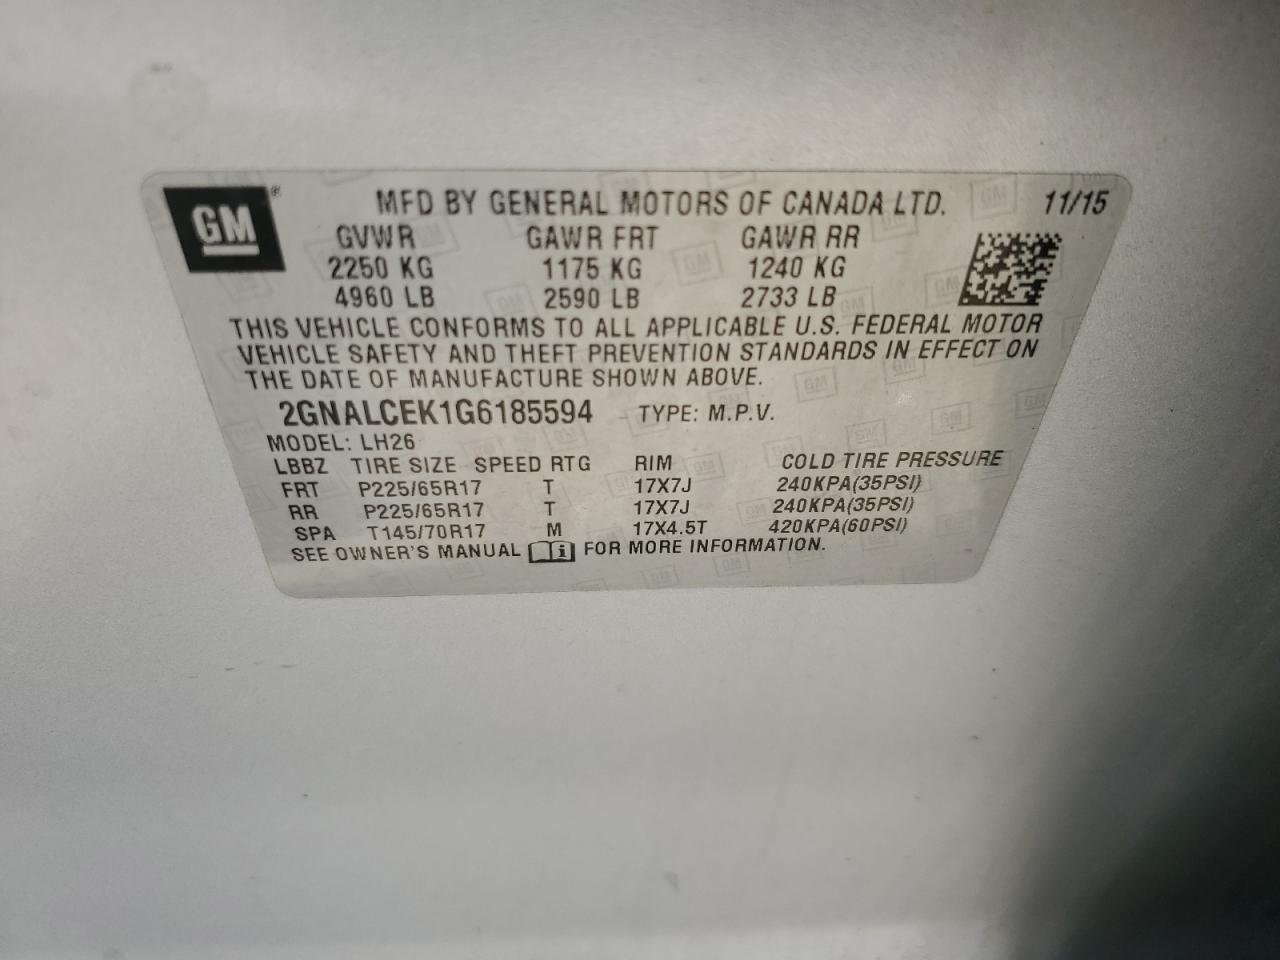 GM® MFD BY GENERAL MOTORS OF CANADA LTD. 11/15
GVWR GAWR FRT GAWR RR
2250 KG 1175 KG 1240 KG
4960 LB 2590 LB 2733 LB
THIS VEHICLE CONFORMS TO ALL APPLICABLE U.S. FEDERAL MOTOR
VEHICLE SAFETY AND THEFT PREVENTION STANDARDS IN EFFECT ON
THE DATE OF MANUFACTURE SHOWN ABOVE.
2GNALCEK1G6185594 TYPE: M.P.V.
MODEL: LH26
LBBZ TIRE SIZE SPEED RTG RIM COLD TIRE PRESSURE
FRT P225/65R17 T 17X7J 240KPA(35PSI)
RR P225/65R17 T 17X7J 240KPA(35PSI)
SPA T145/70R17 M 17X4.5T 420KPA(60PSI)
SEE OWNER'S MANUAL i FOR MORE INFORMATION.